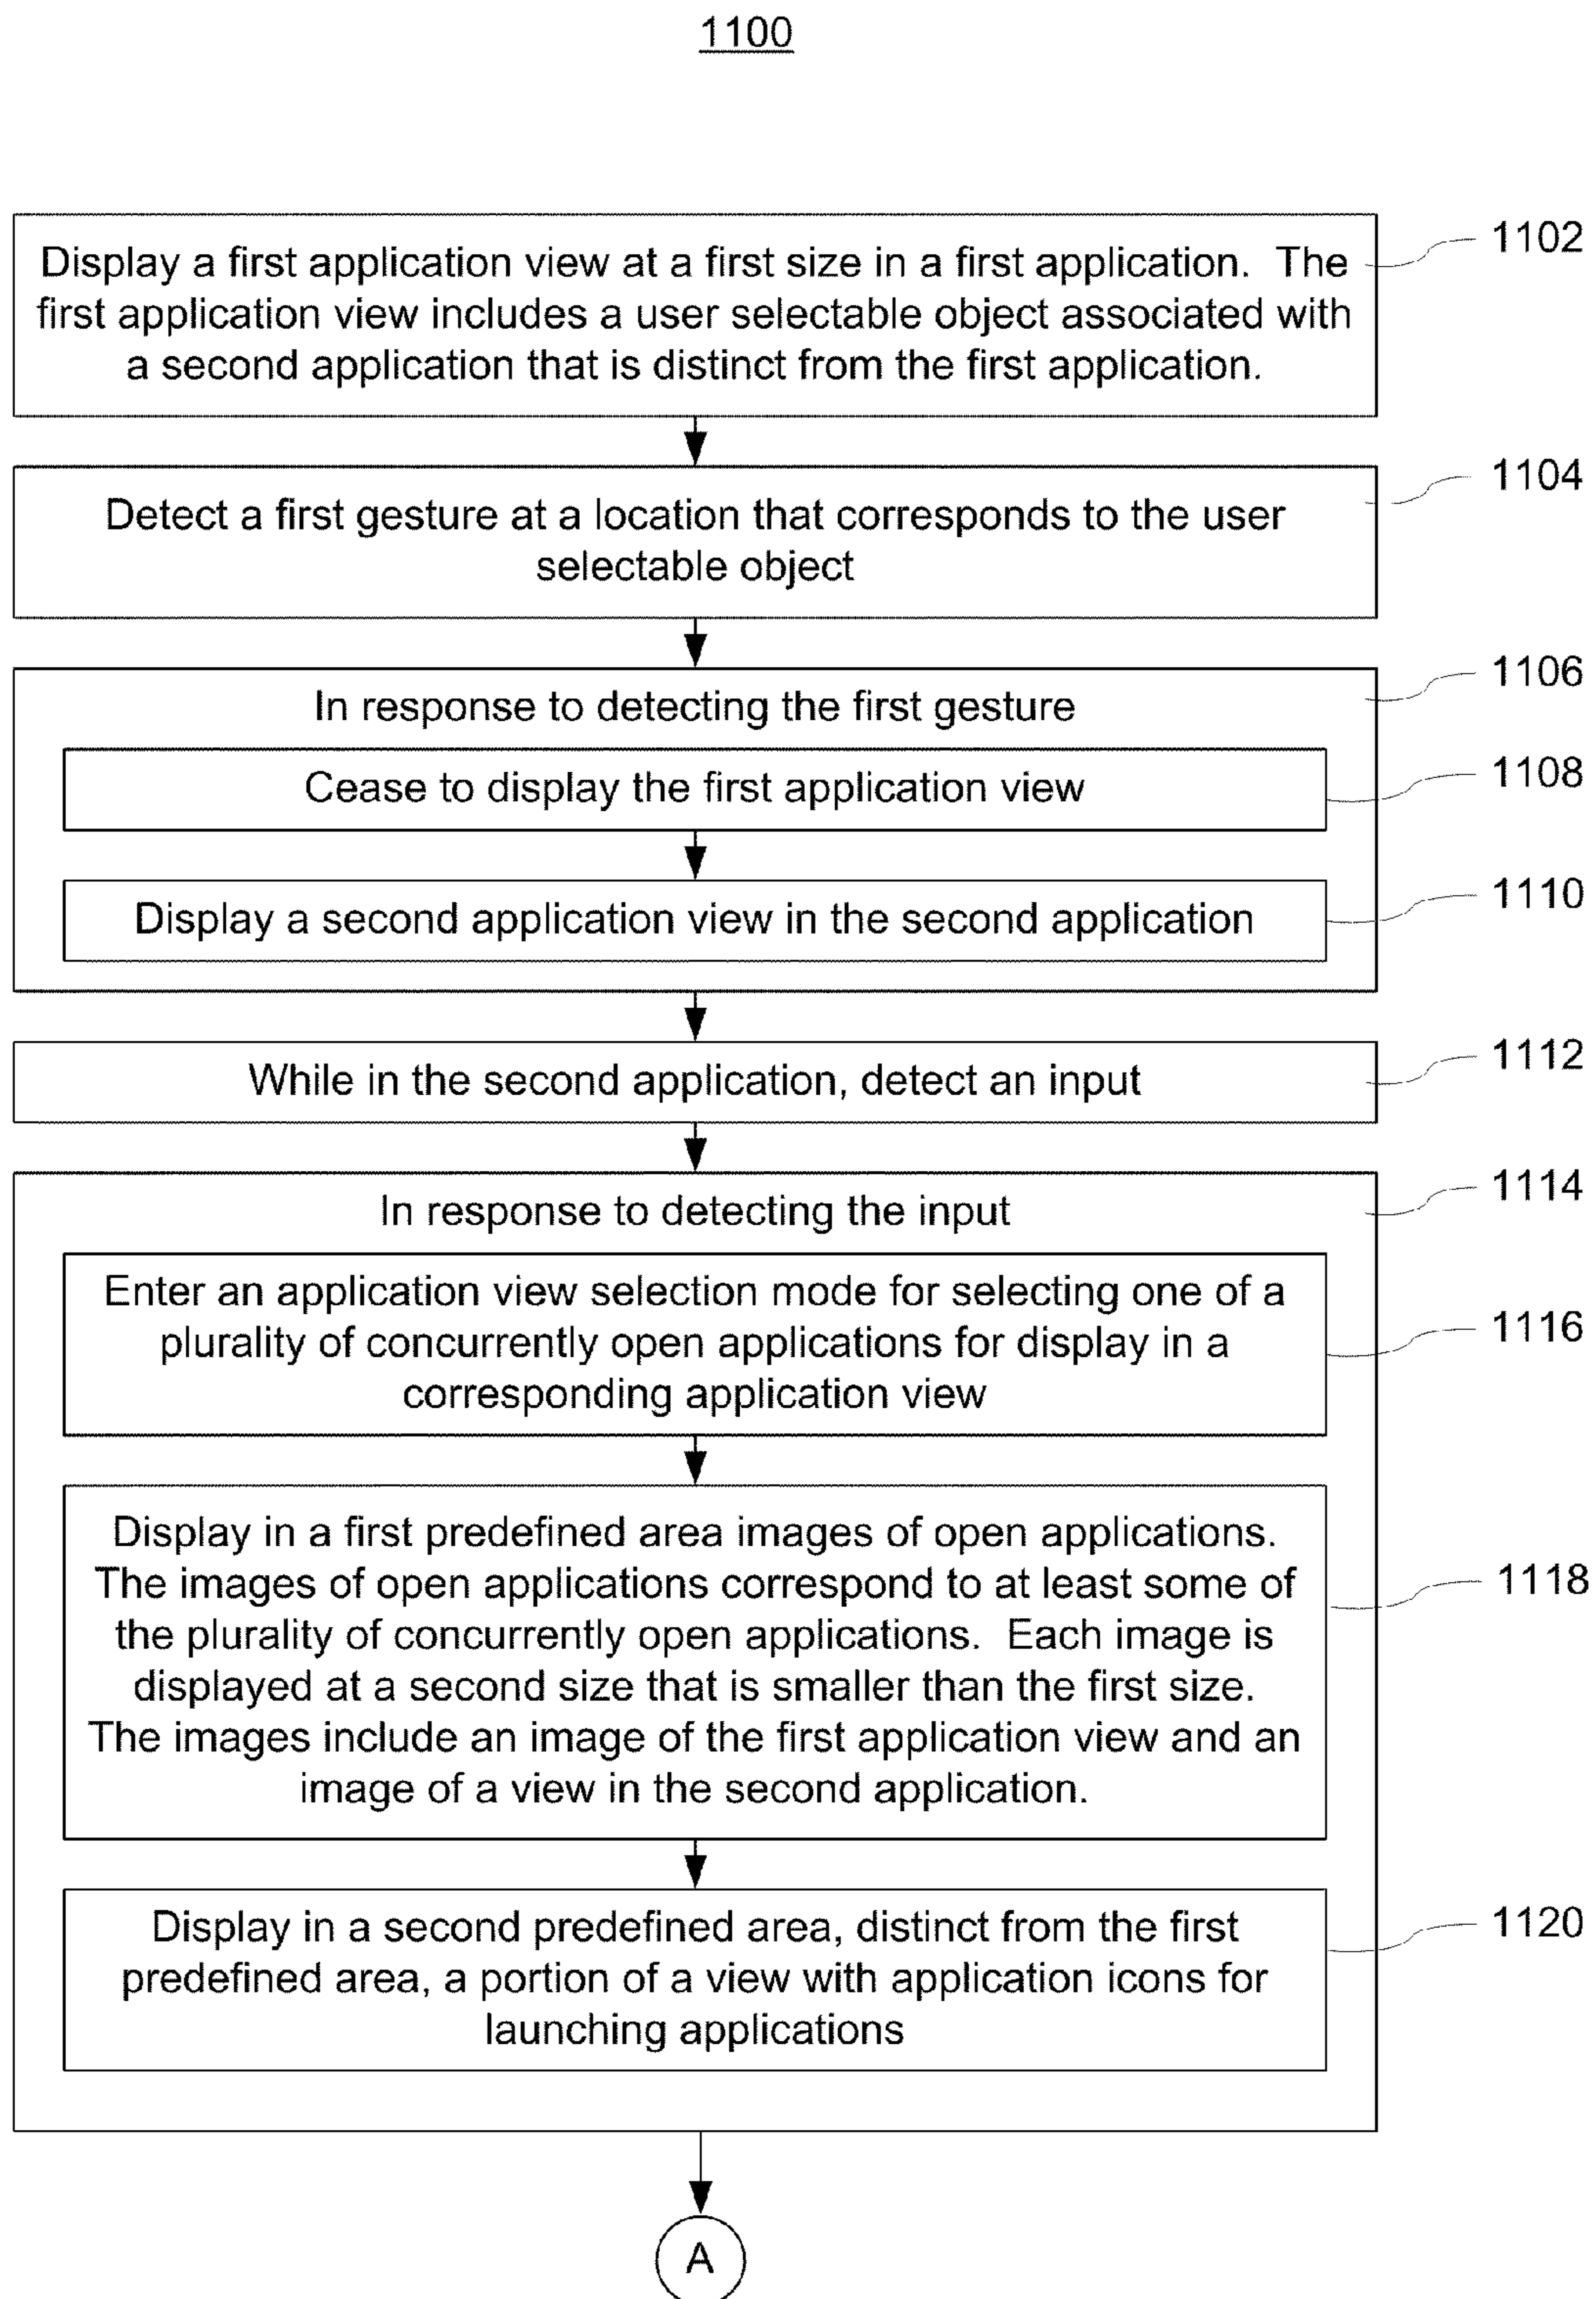 1100
Display a first application view at a first size in a first application. The
first application view includes a user selectable object associated with
a second application that is distinct from the first application.
1102
Detect a first gesture at a location that corresponds to the user
selectable object
1104
In response to detecting the first gesture
1106
Cease to display the first application view
1108
Display a second application view in the second application
1110
While in the second application, detect an input
1112
In response to detecting the input
1114
Enter an application view selection mode for selecting one of a
plurality of concurrently open applications for display in a
corresponding application view
1116
Display in a first predefined area images of open applications.
The images of open applications correspond to at least some of
the plurality of concurrently open applications. Each image is
displayed at a second size that is smaller than the first size.
The images include an image of the first application view and an
image of a view in the second application.
1118
Display in a second predefined area, distinct from the first
predefined area, a portion of a view with application icons for
launching applications
1120
A